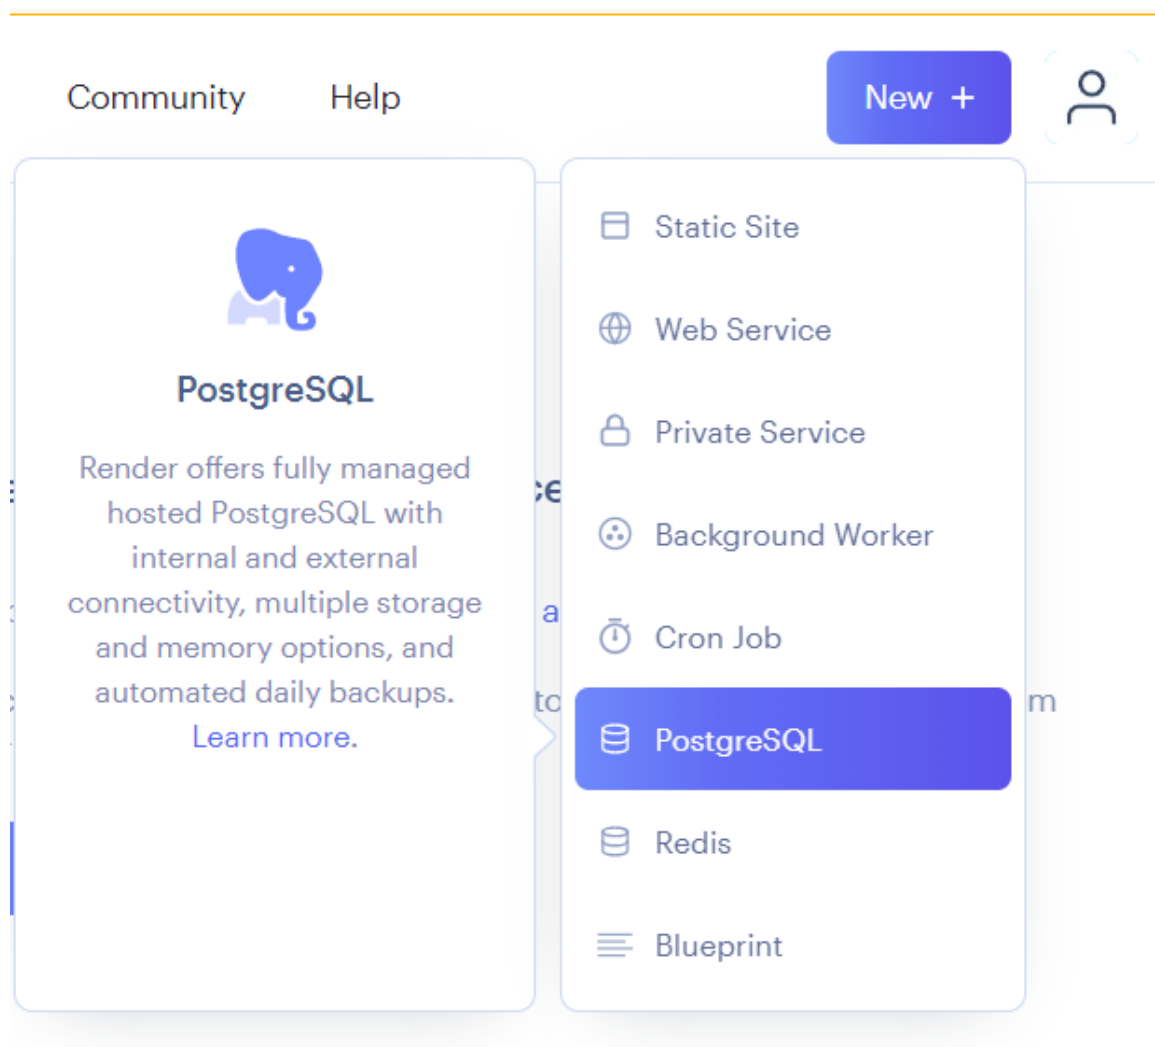 Community
Help
New +
PostgreSQL
Render offers fully managed
hosted PostgreSQL with
internal and external
connectivity, multiple storage
and memory options, and
automated daily backups.
Learn more.
Static Site
Web Service
Private Service
Background Worker
Cron Job
PostgreSQL
Redis
Blueprint